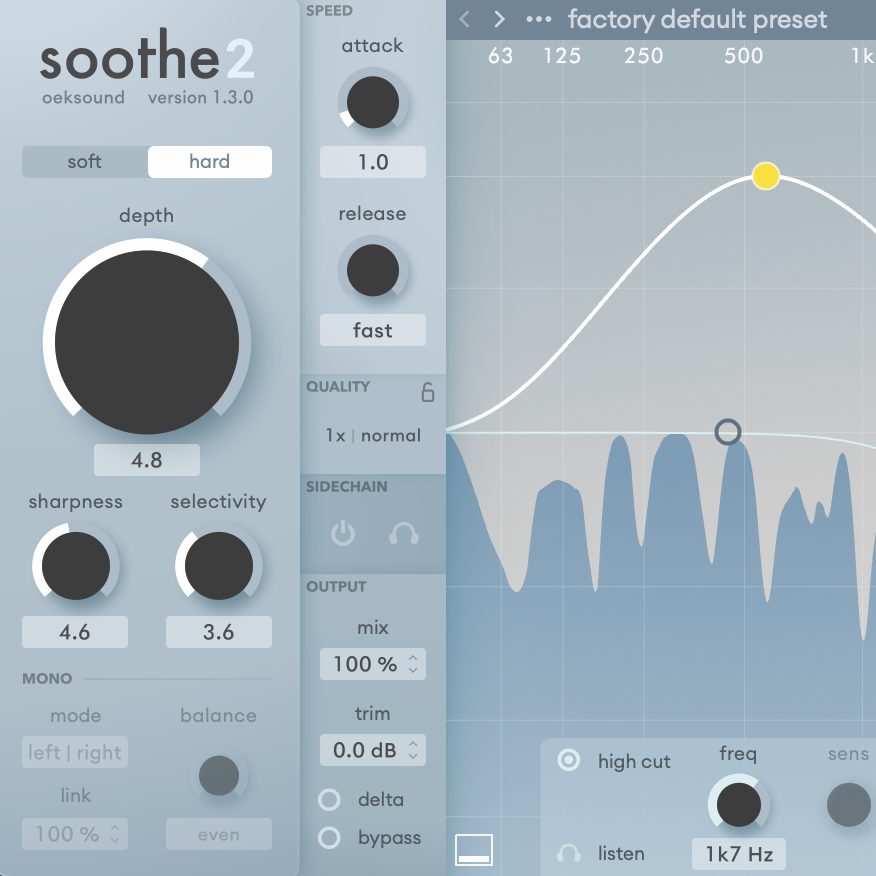 soothe2
oeksound version 1.3.0
soft hard
depth
4.8
sharpness selectivity
4.6 3.6
MONO
mode balance
left | right
link
100 % even
SPEED
attack
1.0
release
fast
QUALITY
1x | normal
SIDECHAIN
OUTPUT
mix
100 %
trim
0.0 dB
delta
bypass
factory default preset
63 125 250 500 1k
high cut freq sens
listen 1k7 Hz